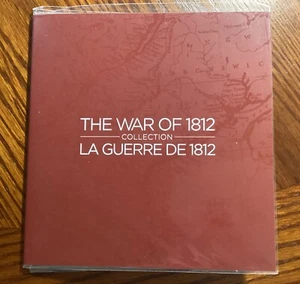 THE WAR OF 1812
COLLECTION
LA GUERRE DE 1812